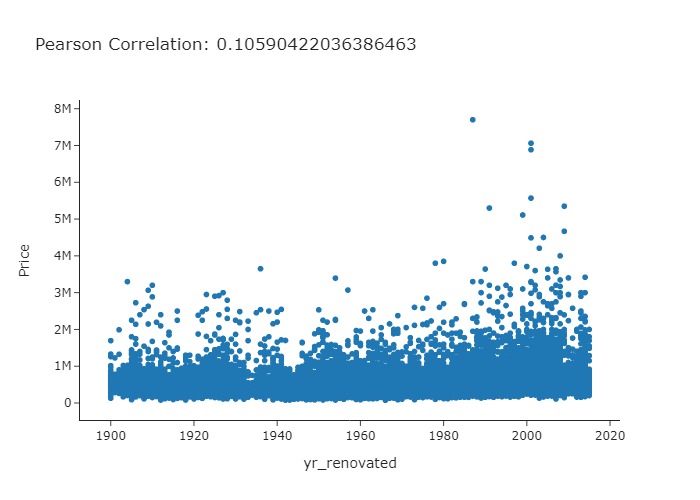 Pearson Correlation: 0.10590422036386463
8M
7M
6M
5M
4M
3M
2M
1M
0
Price
1900
1920
1940
1960
1980
2000
2020
yr_renovated